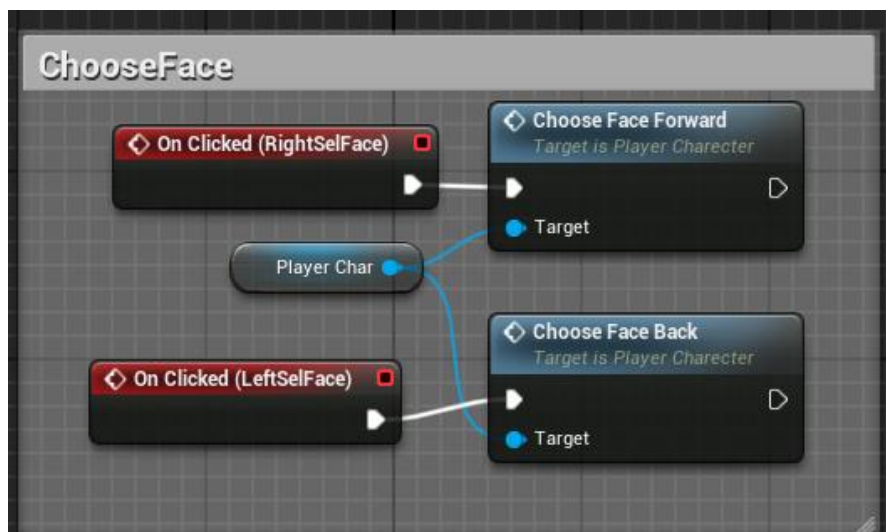 ChooseFace
On Clicked (RightSelFace)
Choose Face Forward
Target is Player Charecter
Target
Player Char
On Clicked (LeftSelFace)
Choose Face Back
Target is Player Charecter
Target